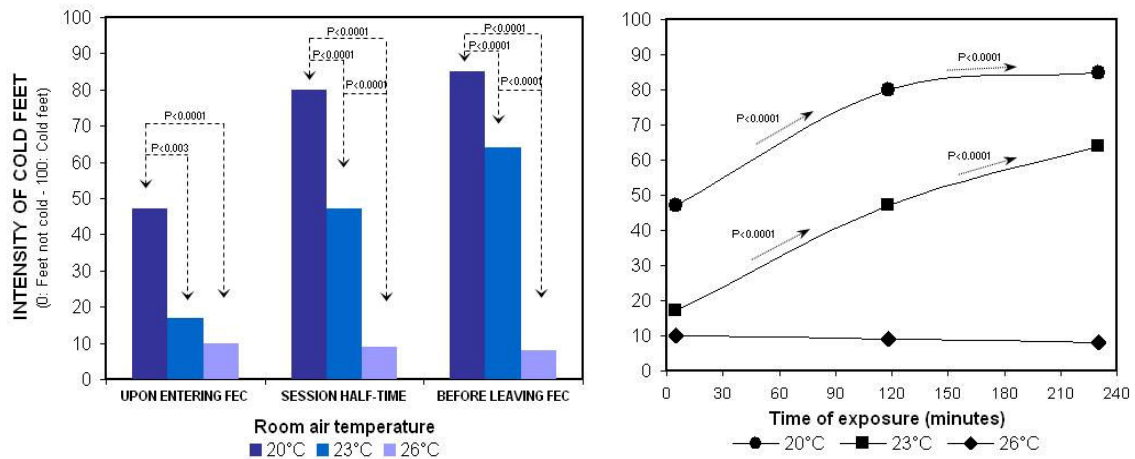 INTENSITY OF COLD FEET
(0: Feet not cold - 100: Cold feet)
100
90
80
70
60
50
40
30
20
10
0
P<0.0001
P<0.003
P<0.0001
P<0.0001
P<0.0001
P<0.0001
P<0.0001
P<0.0001
UPON ENTERING FEC
SESSION HALF-TIME
BEFORE LEAVING FEC
Room air temperature
20°C 23°C 26°C
100
90
80
70
60
50
40
30
20
10
0
P<0.0001
P<0.0001
P<0.0001
P<0.0001
0 30 60 90 120 150 180 210 240
Time of exposure (minutes)
20°C 23°C 26°C